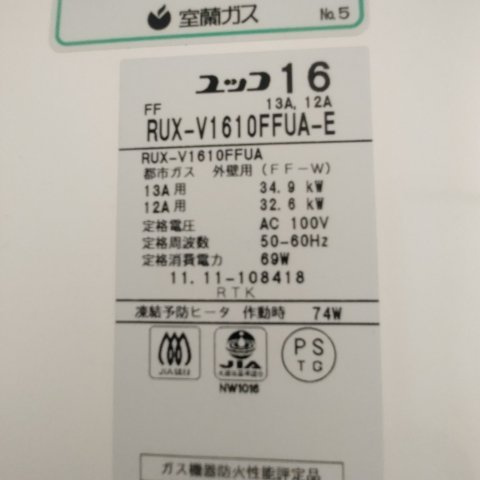 室蘭ガス No.5
ユッコ 16
FF 13A, 12A
RUX-V1610FFUA-E
RUX-V1610FFUA
都市ガス 外壁用 (FF-W)
13A用 34.9 kW
12A用 32.6 kW
定格電圧 AC 100V
定格周波数 50-60Hz
定格消費電力 69W
11.11-108418
RTK
凍結予防ヒータ 作動時 74W
PS
TG
JIA
NW1016
ガス機器防火性能評定品